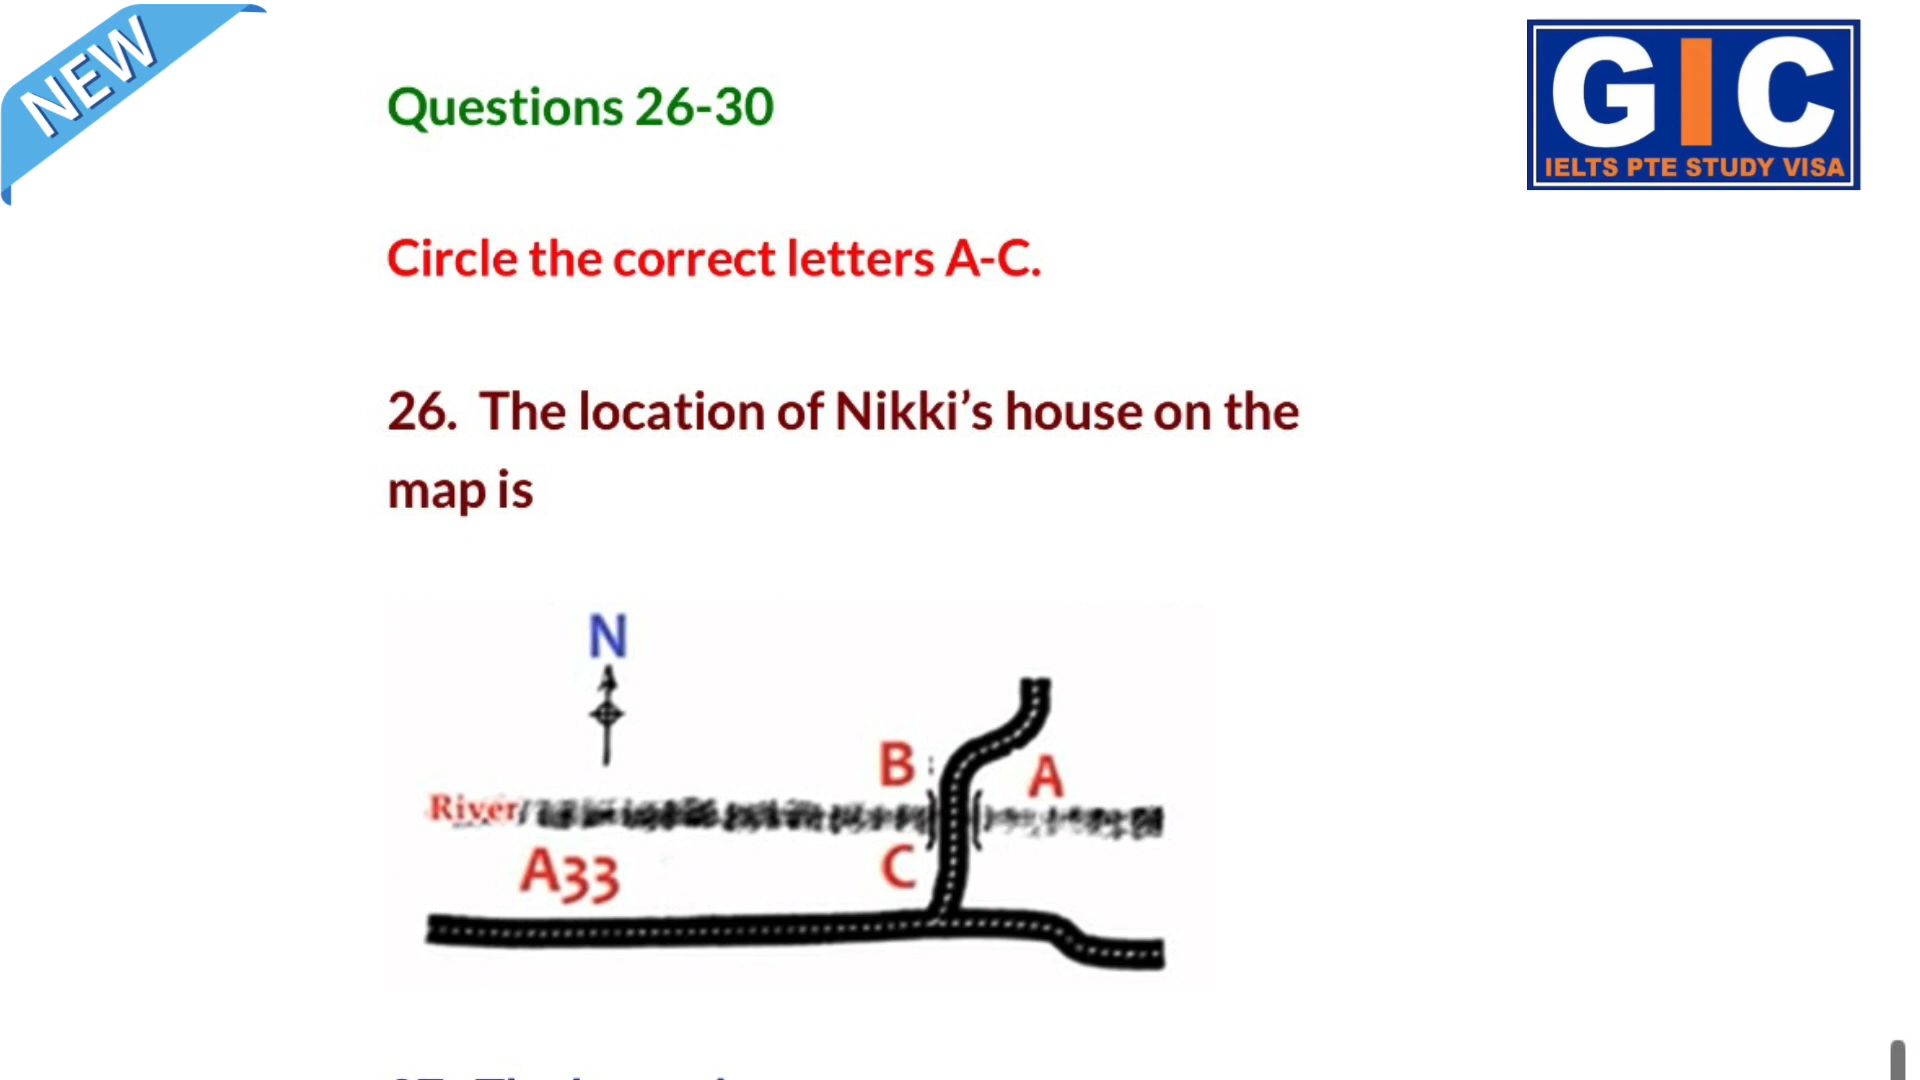 NEW
GIC
IELTS PTE STUDY VISA
Questions 26-30
Circle the correct letters A-C.
26. The location of Nikki’s house on the
map is
N
B
A
River
A33
C